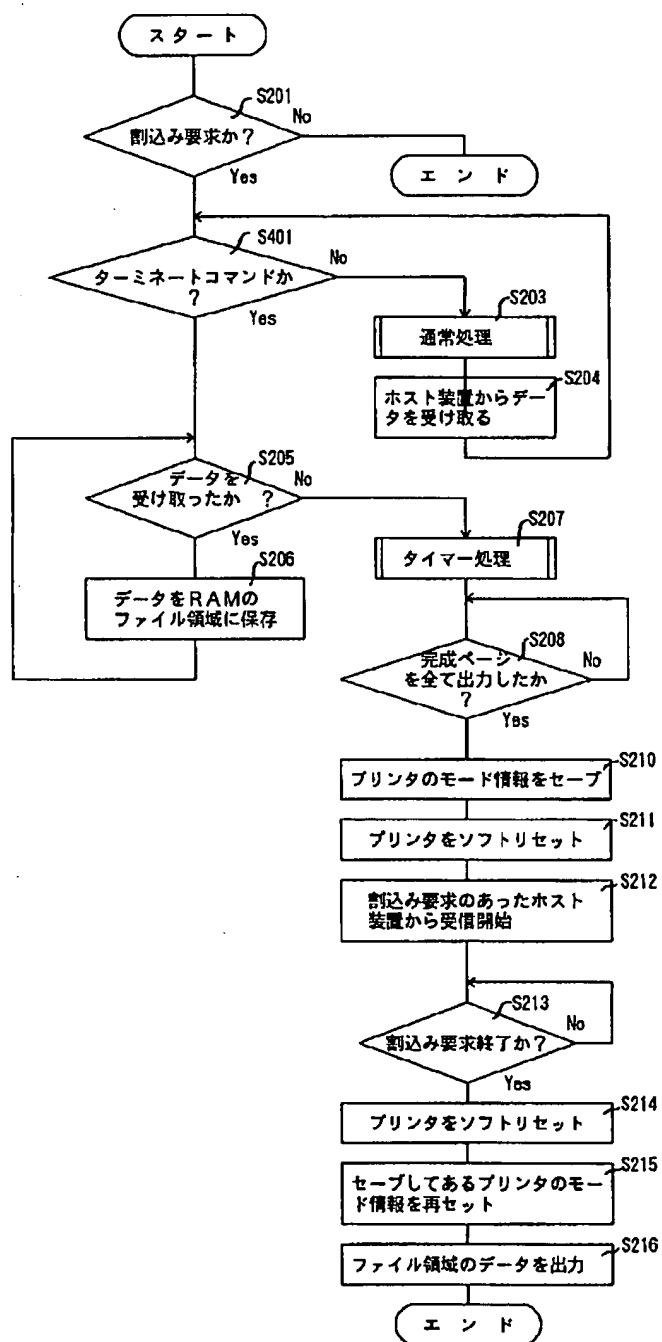 スタート
S201
割込み要求か?
No
Yes
エンド
S401
ターミネートコマンドか
?
No
Yes
S203
通常処理
S204
ホスト装置からデー
タを受け取る
S205
データを
受け取ったか ?
No
Yes
S206
データをRAMの
ファイル領域に保存
S207
タイマー処理
S208
完成ページ
を全て出力したか
?
No
Yes
S210
プリンタのモード情報をセーブ
S211
プリンタをソフトリセット
S212
割込み要求のあったホスト
装置から受信開始
S213
割込み要求終了か?
No
Yes
S214
プリンタをソフトリセット
S215
セーブしてあるプリンタのモー
ド情報を再セット
S216
ファイル領域のデータを出力
エンド